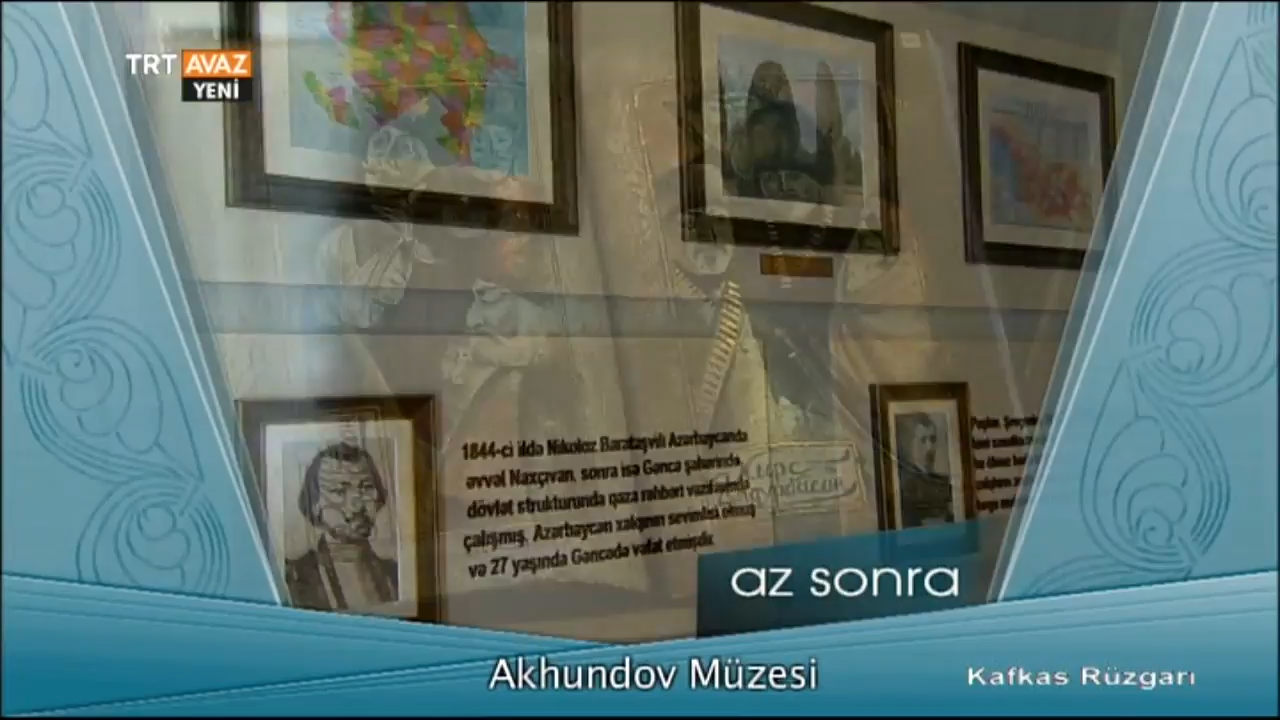 TRT AVAZ
YENİ
1844-ci ildə Nikoloz Barataşvili Azərbaycanda
əvvəl Naxçıvan, sonra isə Gəncə şəhərində
dövlət strukturunda qəza rəhbəri vəzifəsində
çalışmış. Azərbaycan xalqının sevimlisi olmuş
və 27 yaşında Gəncədə vəfat etmişdir.
az sonra
Akhundov Müzesi
Kafkas Rüzgarı